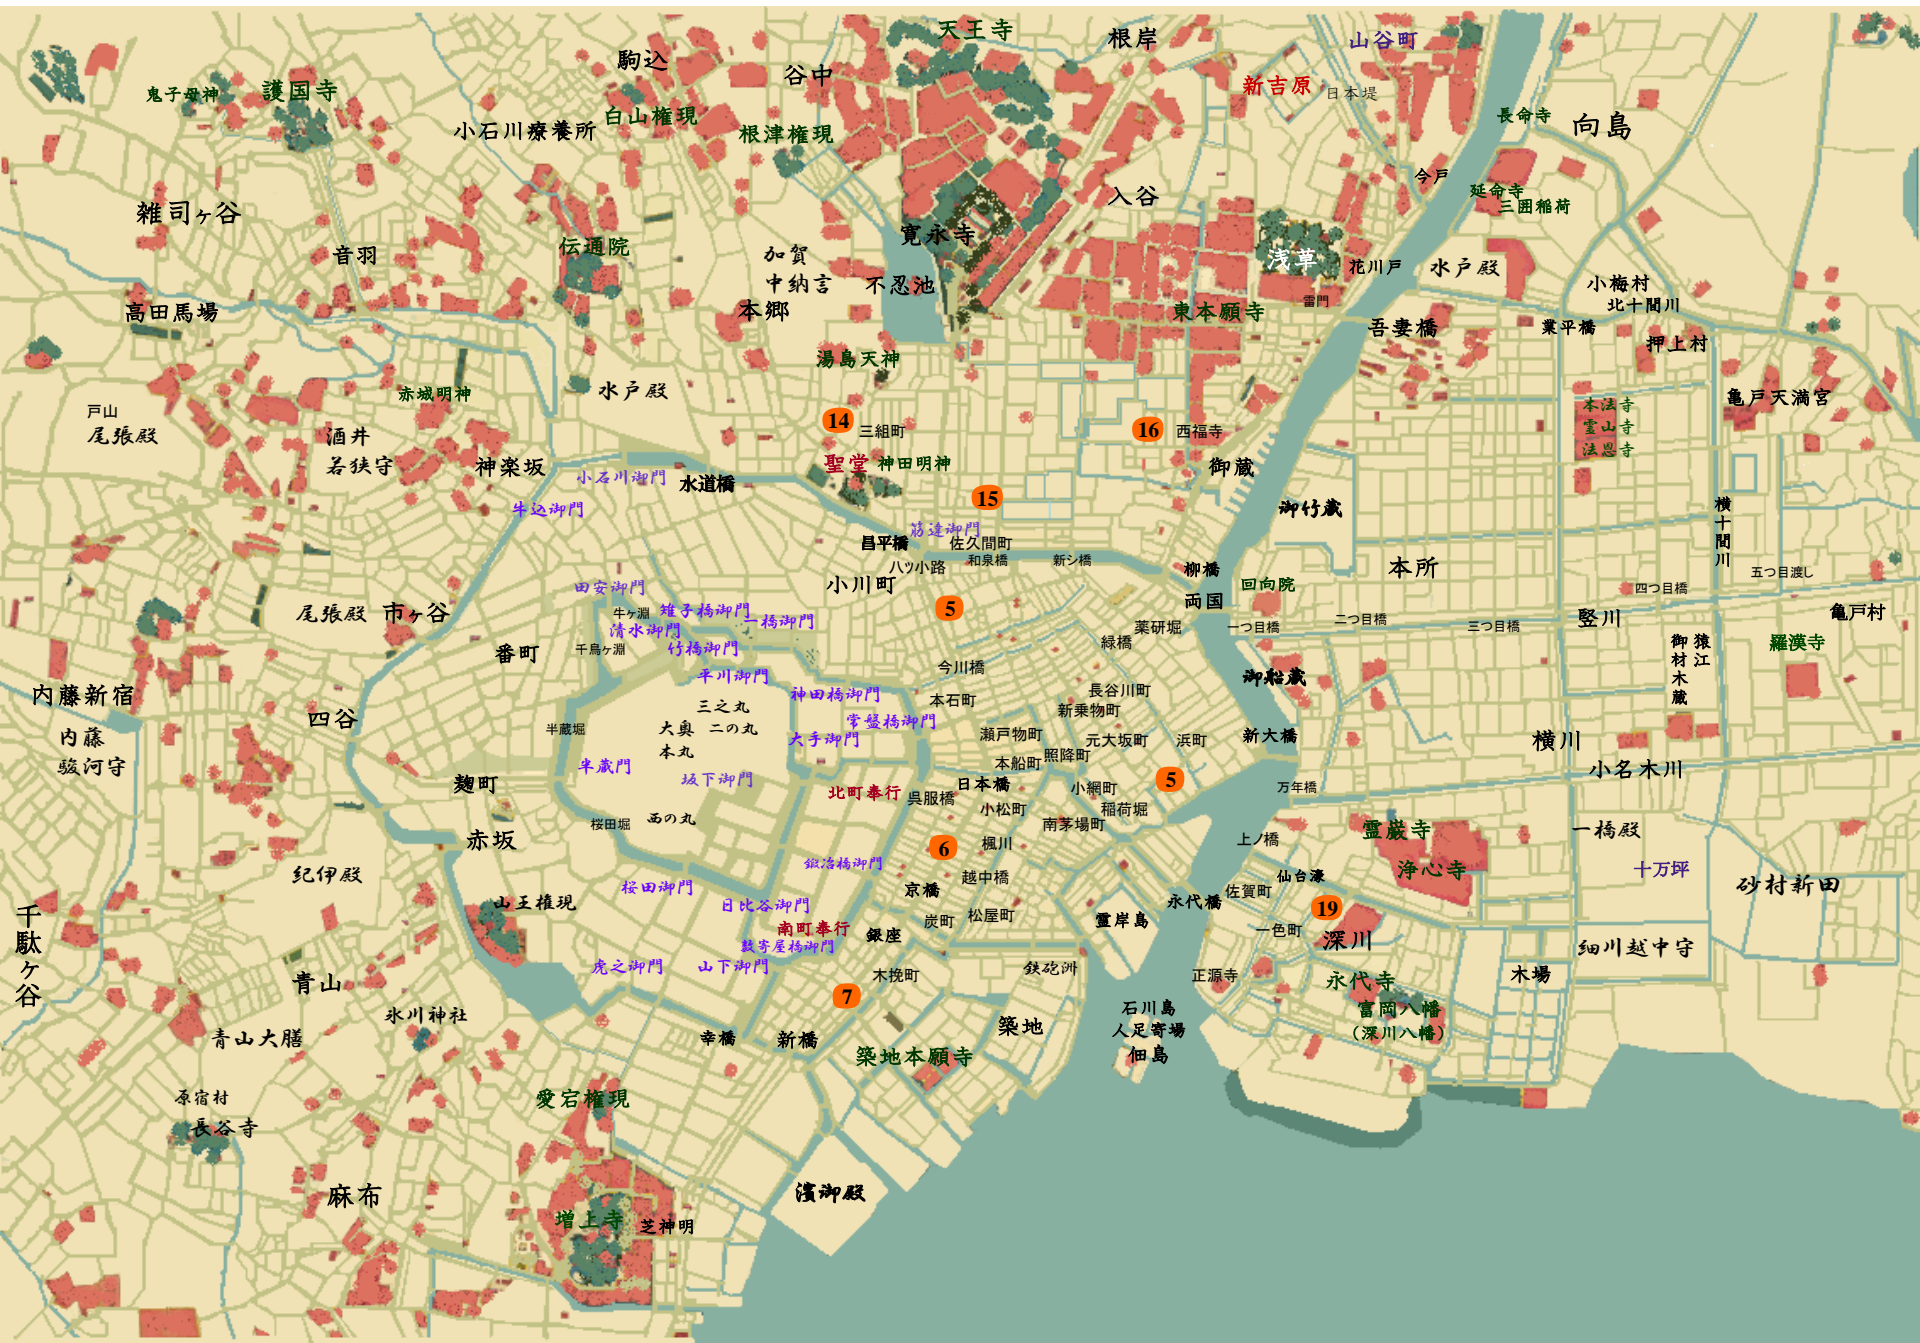 天王寺
根岸
山谷町
駒込
谷中
新吉原
日本堤
鬼子母神
護国寺
白山権現
小石川療養所
根津権現
長命寺
向島
今戸
延命寺
三囲稲荷
雑司ヶ谷
入谷
音羽
伝通院
寛永寺
加賀
中納言
不忍池
浅草
花川戸
水戸殿
小梅村
北十間川
高田馬場
本郷
東本願寺
雷門
吾妻橋
業平橋
押上村
湯島天神
赤城明神
水戸殿
亀戸天満宮
本法寺
霊山寺
法恩寺
戸山
尾張殿
酒井
若狭守
14
三組町
16
西福寺
神楽坂
聖堂
神田明神
御蔵
小石川御門
水道橋
牛込御門
15
御竹蔵
横十間川
筋違御門
昌平橋
佐久間町
八ツ小路
和泉橋
新シ橋
柳橋
本所
五つ目渡し
小川町
田安御門
回向院
四つ目橋
両国
5
尾張殿
市ヶ谷
牛ヶ淵
雉子橋御門
一橋御門
清水御門
薬研堀
一つ目橋
二つ目橋
三つ目橋
竪川
亀戸村
番町
千鳥ヶ淵
竹橋御門
緑橋
御材木蔵
猿江
羅漢寺
平川御門
今川橋
御船蔵
内藤新宿
神田橋御門
本石町
長谷川町
新乗物町
四谷
三之丸
大奥
二の丸
本丸
常盤橋御門
大手御門
半蔵堀
瀬戸物町
元大坂町
浜町
新大橋
横川
内藤
駿河守
半蔵門
坂下御門
本船町
照降町
小名木川
麹町
北町奉行
呉服橋
日本橋
小網町
5
万年橋
小松町
稲荷堀
桜田堀
西の丸
南茅場町
赤坂
6
楓川
上ノ橋
霊巌寺
一橋殿
鍛冶橋御門
浄心寺
十万坪
紀伊殿
桜田御門
京橋
越中橋
仙台濠
佐賀町
砂村新田
山王権現
日比谷御門
永代橋
19
千駄ヶ谷
炭町
松屋町
霊岸島
南町奉行
銀座
一色町
深川
数寄屋橋御門
細川越中守
虎之御門
山下御門
木挽町
鉄砲洲
正源寺
木場
青山
7
永代寺
石川島
人足寄場
佃島
富岡八幡
(深川八幡)
氷川神社
築地
青山大膳
幸橋
新橋
築地本願寺
原宿村
長谷寺
愛宕権現
麻布
濱御殿
増上寺
芝神明